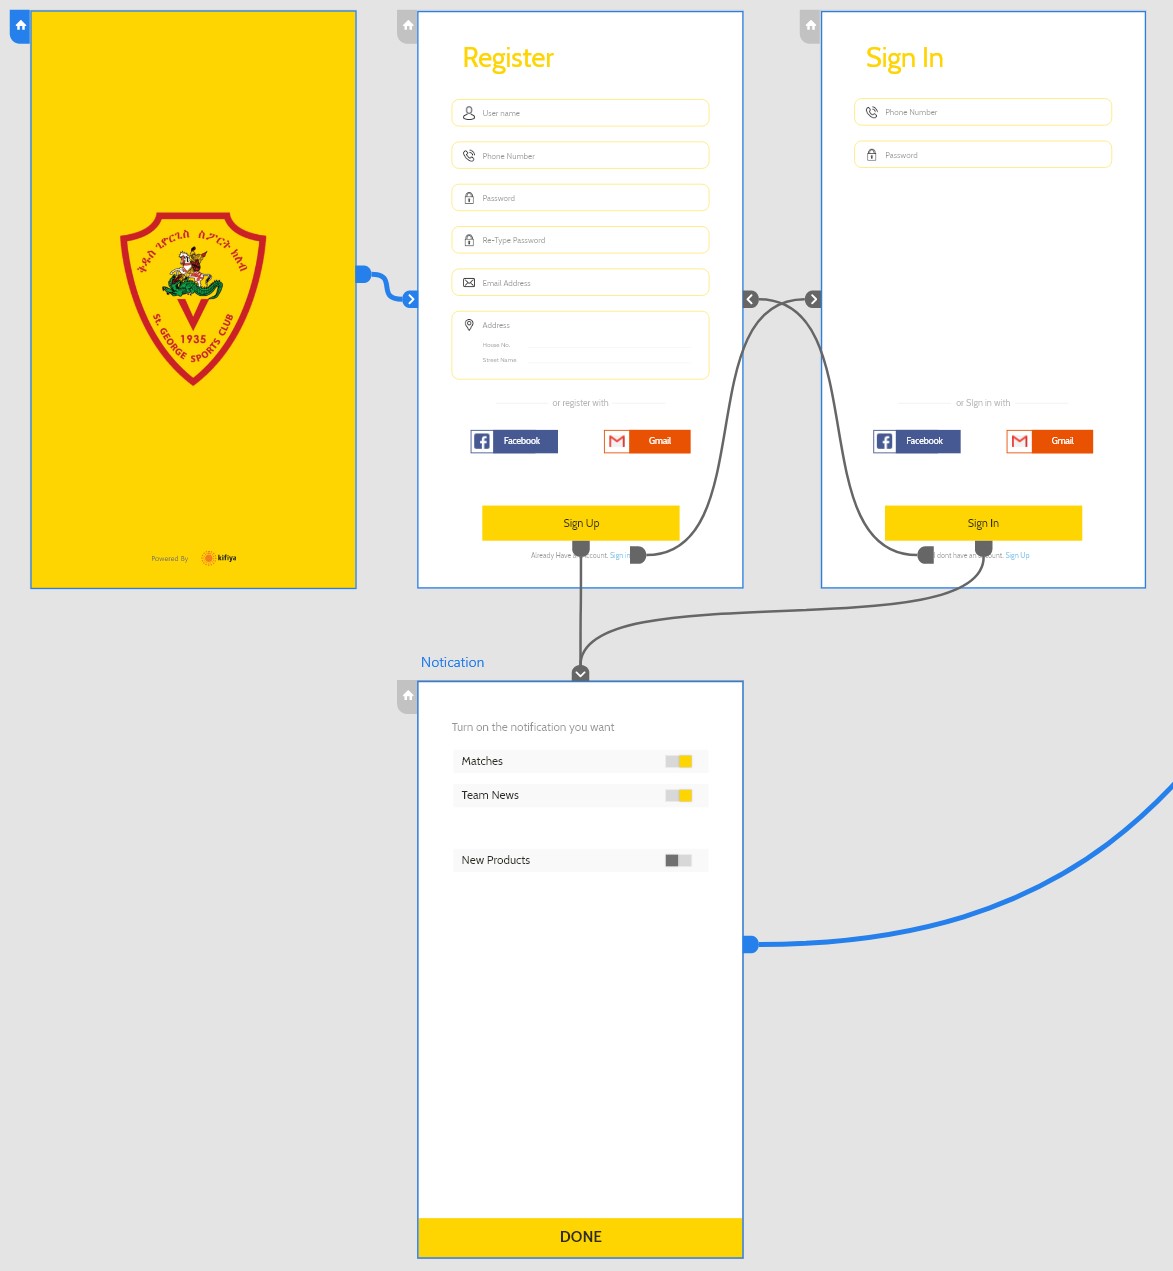 ቅዱስ ጊዮርጊስ ስፖርት ክለብ
1935
St. GEORGE SPORTS CLUB
Powered By kifiya
Register
User name
Phone Number
Password
Re-Type Password
Email Address
Address
House No.
Street Name
or register with
Facebook
Gmail
Sign Up
Already Have a count. Sign in
Sign In
Phone Number
Password
or SIgn in with
Facebook
Gmail
Sign In
I dont have an count. Sign Up
Notication
Turn on the notification you want
Matches
Team News
New Products
DONE